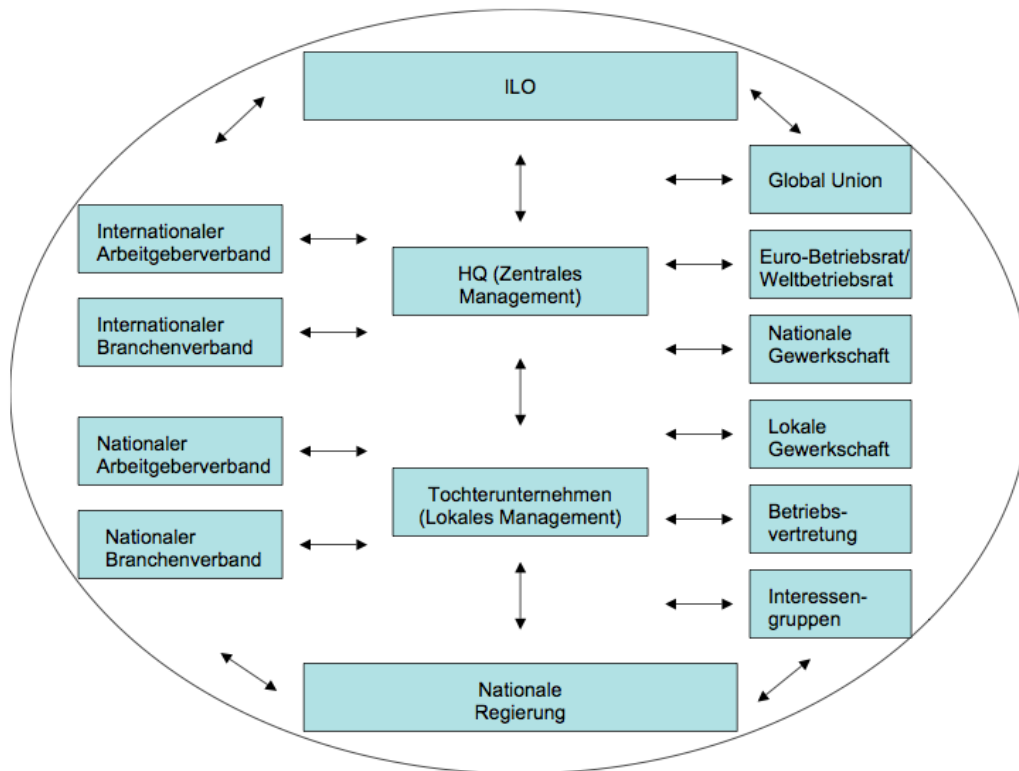 ILO
Global Union
Internationaler
Arbeitgeberverband
HQ (Zentrales
Management)
Euro-Betriebsrat/
Weltbetriebsrat
Internationaler
Branchenverband
Nationale
Gewerkschaft
Nationaler
Arbeitgeberverband
Lokale
Gewerkschaft
Tochterunternehmen
(Lokales Management)
Nationaler
Branchenverband
Betriebs-
vertretung
Interessen-
gruppen
Nationale
Regierung